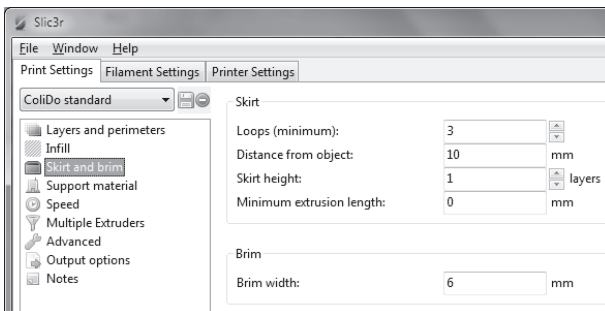 Slic3r
File Window Help
Print Settings Filament Settings Printer Settings
ColiDo standard
Layers and perimeters
Infill
Skirt and brim
Support material
Speed
Multiple Extruders
Advanced
Output options
Notes
Skirt
Loops (minimum): 3
Distance from object: 10 mm
Skirt height: 1 layers
Minimum extrusion length: 0 mm
Brim
Brim width: 6 mm